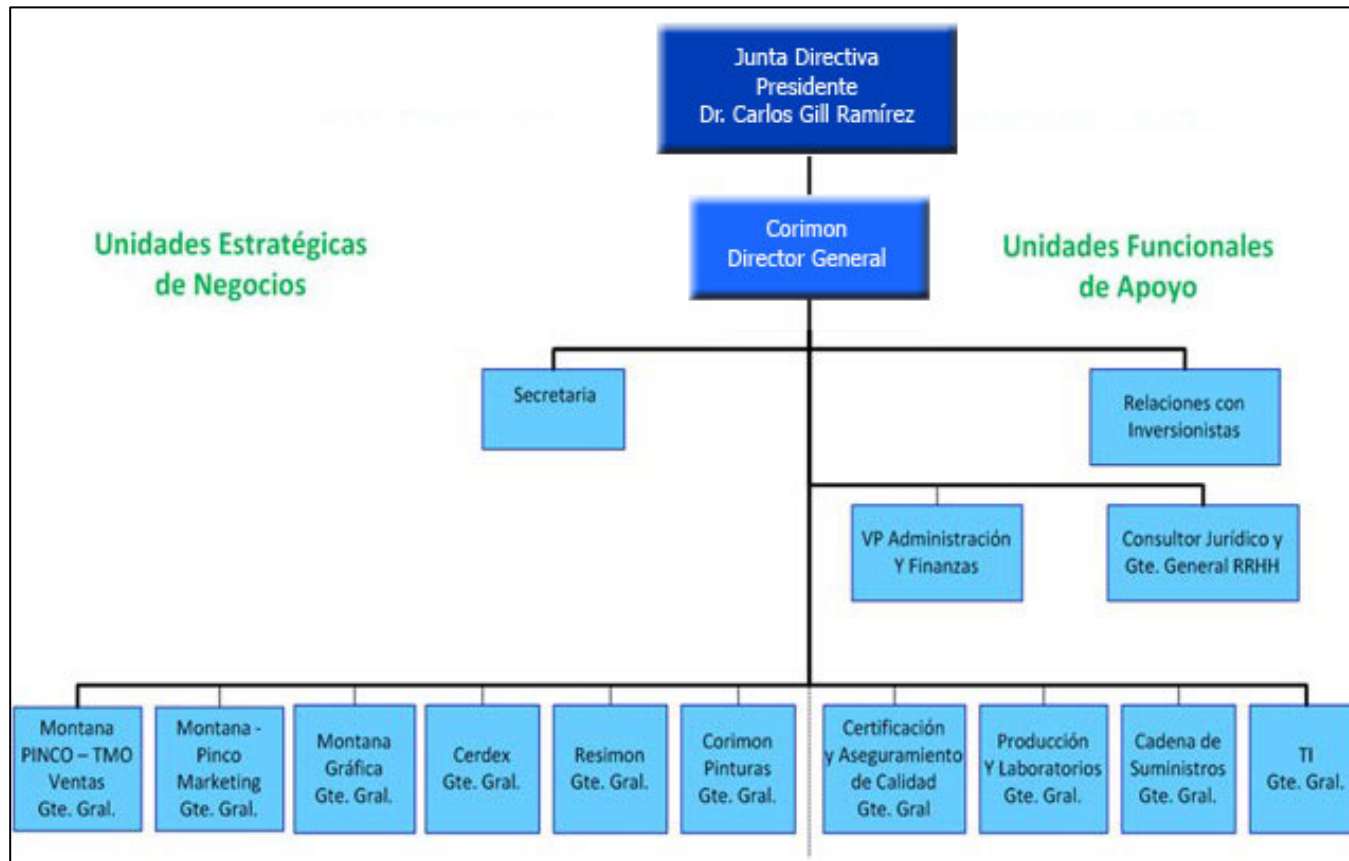 Junta Directiva
Presidente
Dr. Carlos Gill Ramírez
Corimon
Director General
Unidades Estratégicas
de Negocios
Unidades Funcionales
de Apoyo
Secretaria
Relaciones con
Inversionistas
VP Administración
Y Finanzas
Consultor Jurídico y
Gte. General RRHH
Montana
PINCO – TMO
Ventas
Gte. Gral.
Montana -
Pinco
Marketing
Gte. Gral.
Montana
Gráfica
Gte. Gral.
Cerdex
Gte. Gral.
Resimon
Gte. Gral.
Corimon
Pinturas
Gte. Gral.
Certificación
y Aseguramiento
de Calidad
Gte. Gral
Producción
Y Laboratorios
Gte. Gral.
Cadena de
Suministros
Gte. Gral.
TI
Gte. Gral.